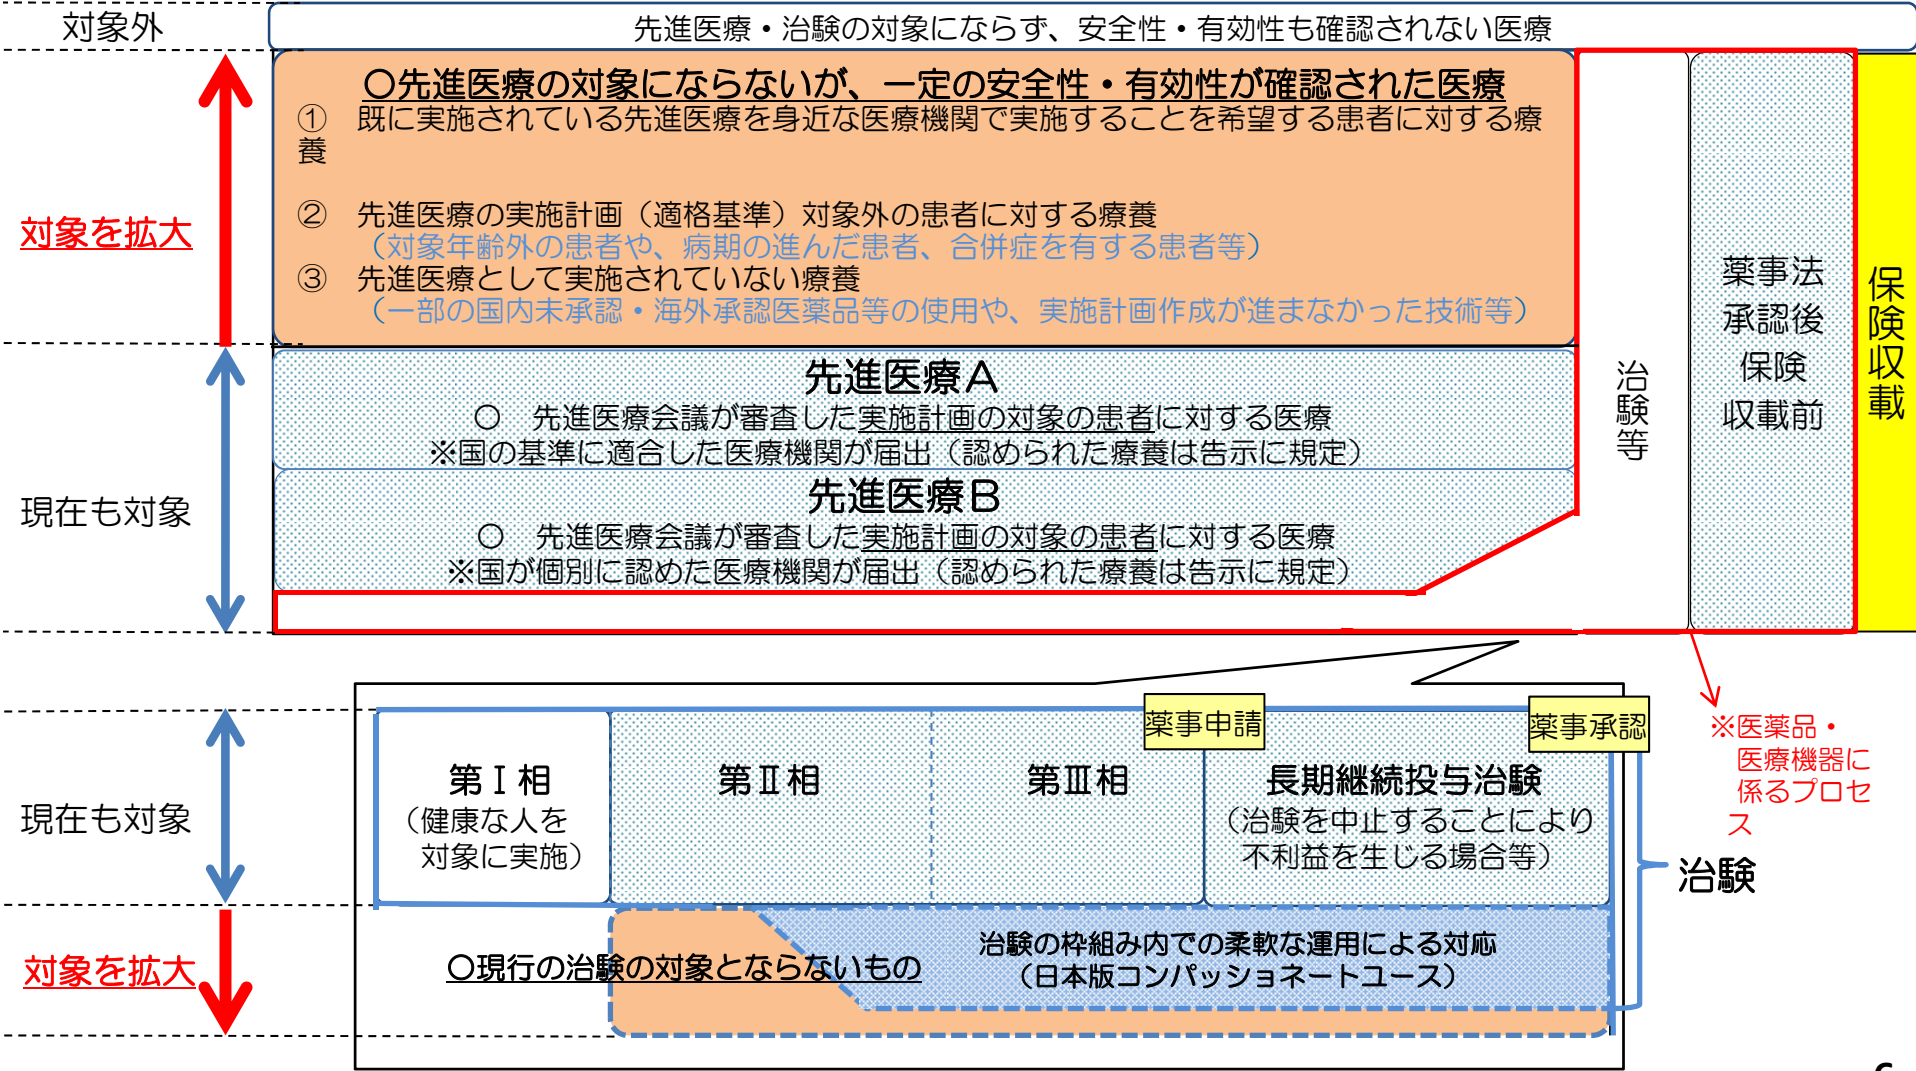 対象外
先進医療・治験の対象にならず、安全性・有効性も確認されない医療
対象を拡大
〇先進医療の対象にならないが、一定の安全性・有効性が確認された医療
① 既に実施されている先進医療を身近な医療機関で実施することを希望する患者に対する療
養
② 先進医療の実施計画（適格基準）対象外の患者に対する療養
（対象年齢外の患者や、病期の進んだ患者、合併症を有する患者等）
③ 先進医療として実施されていない療養
（一部の国内未承認・海外承認医薬品等の使用や、実施計画作成が進まなかった技術等）
現在も対象
先進医療A
〇 先進医療会議が審査した実施計画の対象の患者に対する医療
※国の基準に適合した医療機関が届出（認められた療養は告示に規定）
先進医療B
〇 先進医療会議が審査した実施計画の対象の患者に対する医療
※国が個別に認めた医療機関が届出（認められた療養は告示に規定）
治験等
薬事法
承認後
保険
収載前
保険収載
※医薬品・
医療機器に
係るプロセ
ス
現在も対象
薬事申請
薬事承認
第Ⅰ相
（健康な人を
対象に実施）
第Ⅱ相
第Ⅲ相
長期継続投与治験
（治験を中止することにより
不利益を生じる場合等）
治験
対象を拡大
〇現行の治験の対象とならないもの
治験の枠組み内での柔軟な運用による対応
（日本版コンパッショネートユース）